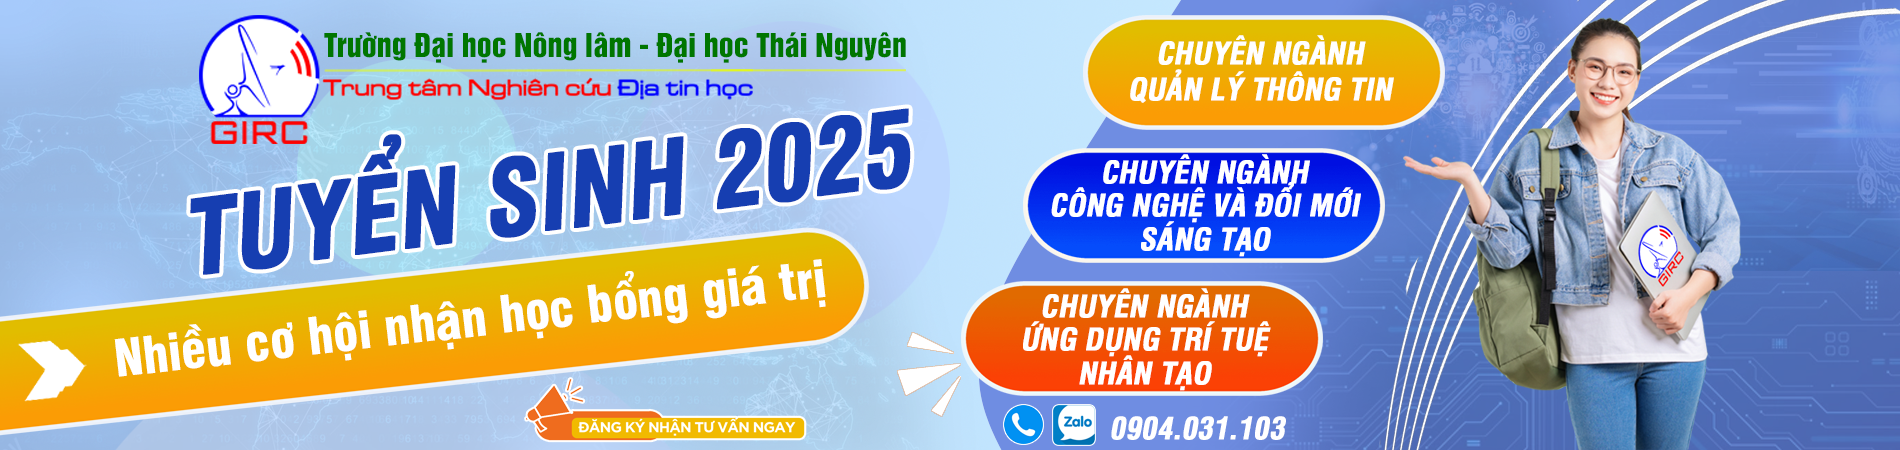 Trường Đại học Nông lâm - Đại học Thái Nguyên
Trung tâm Nghiên cứu Địa tin học
GIRC
TUYỂN SINH 2025
Nhiều cơ hội nhận học bổng giá trị
ĐĂNG KÝ NHẬN TƯ VẤN NGAY
CHUYÊN NGÀNH
QUẢN LÝ THÔNG TIN
CHUYÊN NGÀNH
CÔNG NGHỆ VÀ ĐỔI MỚI
SÁNG TẠO
CHUYÊN NGÀNH
ỨNG DỤNG TRÍ TUỆ
NHÂN TẠO
Zalo
0904.031.103
GIRC